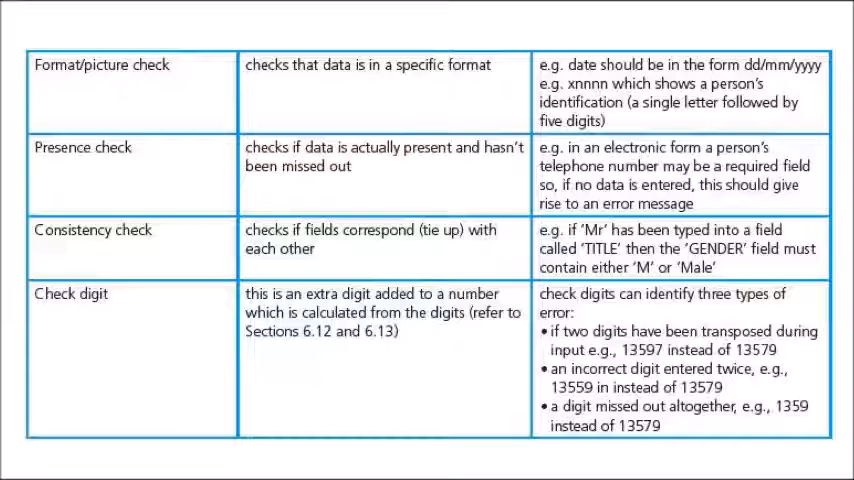 Format/picture check
checks that data is in a specific format
e.g. date should be in the form dd/mm/yyyy
e.g. xnnnn which shows a person's
identification (a single letter followed by
five digits)
Presence check
checks if data is actually present and hasn't
been missed out
e.g. in an electronic form a person's
telephone number may be a required field
so, if no data is entered, this should give
rise to an error message
Consistency check
checks if fields correspond (tie up) with
each other
e.g. if 'Mr' has been typed into a field
called 'TITLE' then the 'GENDER' field must
contain either 'M' or 'Male'
Check digit
this is an extra digit added to a number
which is calculated from the digits (refer to
Sections 6.12 and 6.13)
check digits can identify three types of
error:
• if two digits have been transposed during
input e.g., 13597 instead of 13579
• an incorrect digit entered twice, e.g.,
13559 in instead of 13579
• a digit missed out altogether, e.g., 1359
instead of 13579